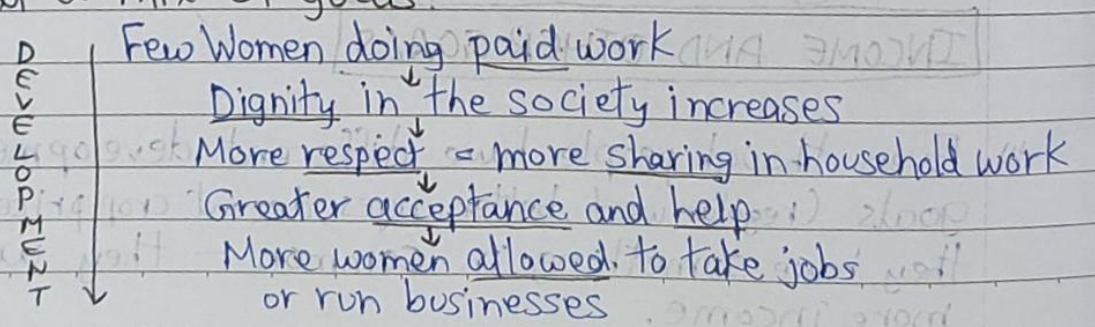 Few Women doing paid work
↓
Dignity in the society increases
↓
More respect = more sharing in household work
↓
Greater acceptance and help.
↓
More women allowed to take jobs
or run businesses
DEVELOPMENT